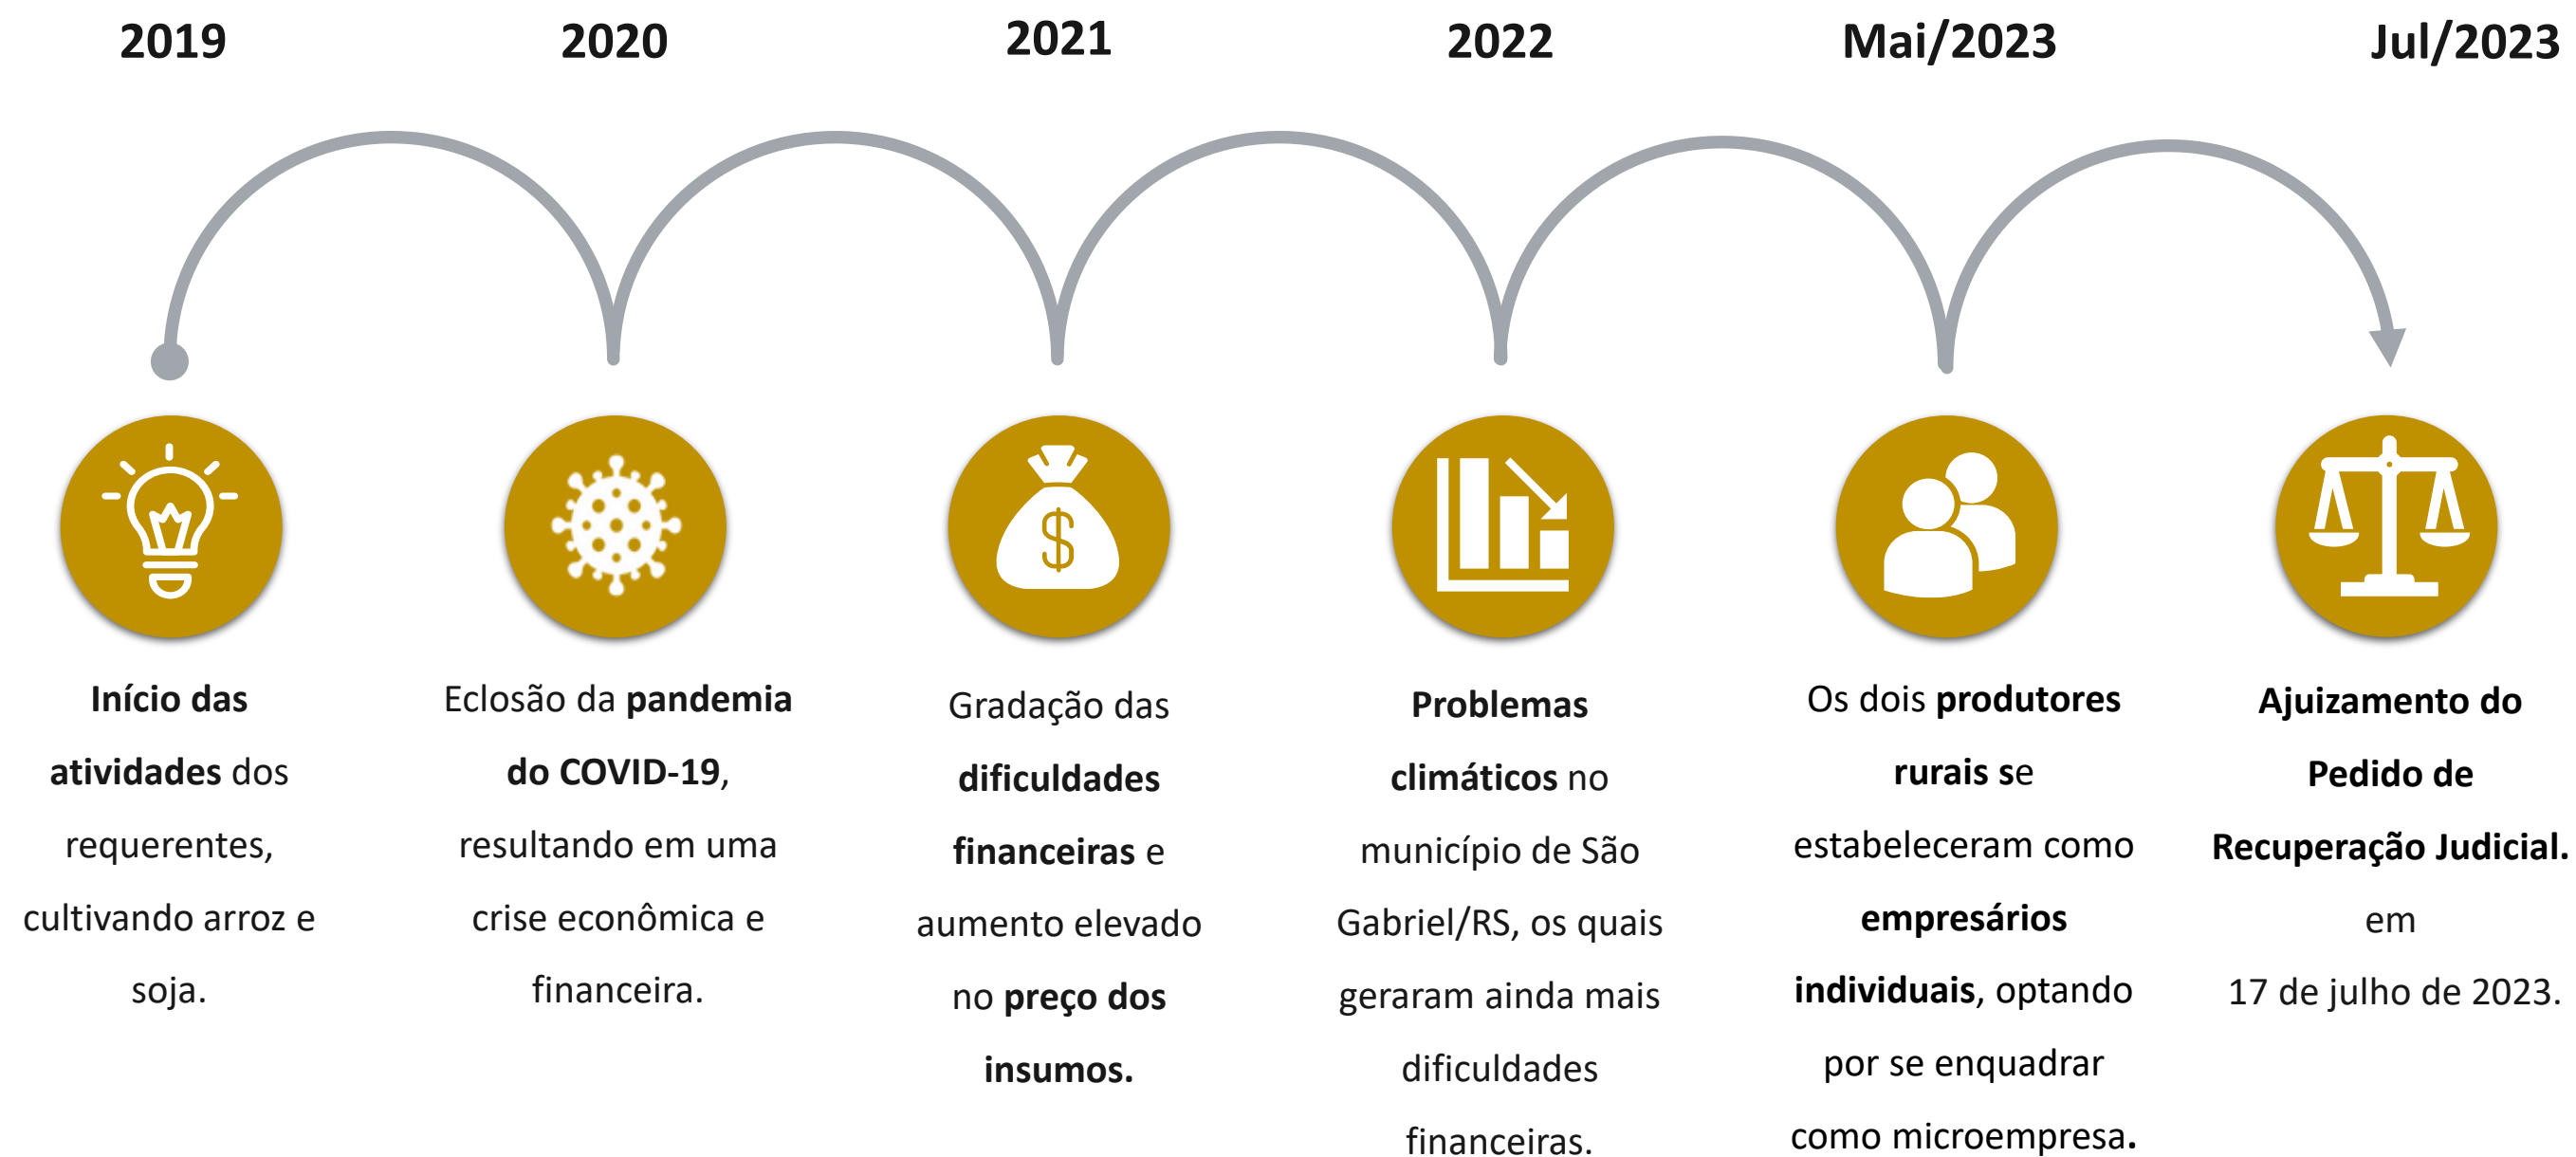 2019
2020
2021
2022
Mai/2023
Jul/2023
$
Início das
atividades dos
requerentes,
cultivando arroz e
soja.
Eclosão da pandemia
do COVID-19,
resultando em uma
crise econômica e
financeira.
Gradação das
dificuldades
financeiras e
aumento elevado
no preço dos
insumos.
Problemas
climáticos no
município de São
Gabriel/RS, os quais
geraram ainda mais
dificuldades
financeiras.
Os dois produtores
rurais se
estabeleceram como
empresários
individuais, optando
por se enquadrar
como microempresa.
Ajuizamento do
Pedido de
Recuperação Judicial.
em
17 de julho de 2023.